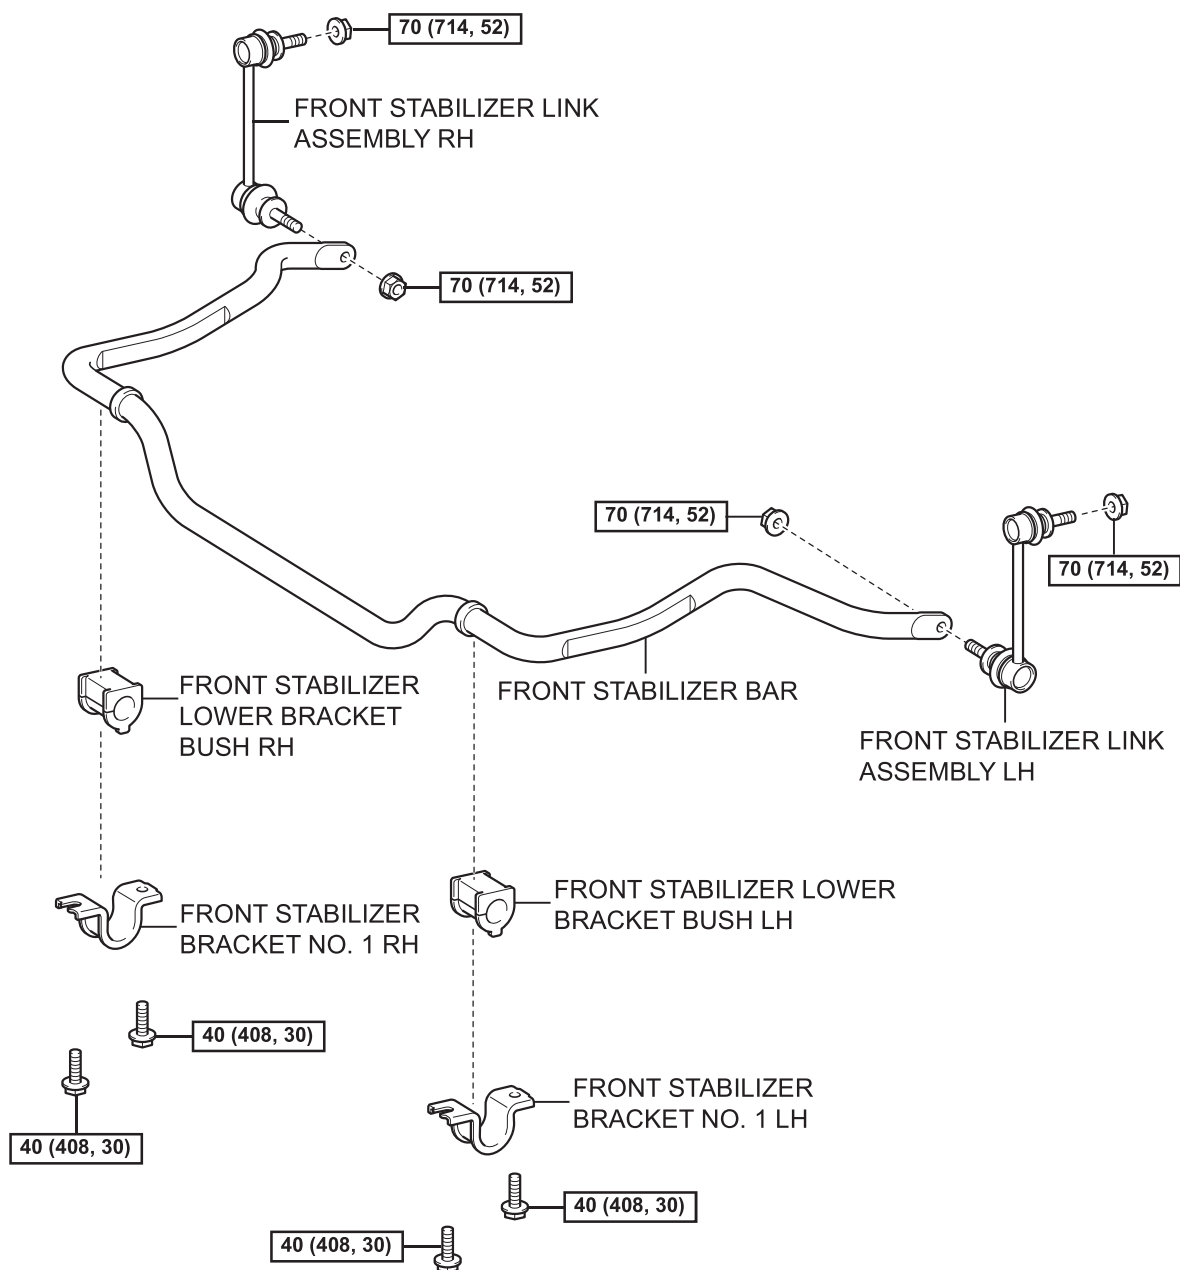 70 (714, 52)
FRONT STABILIZER LINK
ASSEMBLY RH
70 (714, 52)
70 (714, 52)
70 (714, 52)
FRONT STABILIZER
LOWER BRACKET
BUSH RH
FRONT STABILIZER BAR
FRONT STABILIZER LINK
ASSEMBLY LH
FRONT STABILIZER LOWER
BRACKET BUSH LH
FRONT STABILIZER
BRACKET NO. 1 RH
40 (408, 30)
40 (408, 30)
FRONT STABILIZER
BRACKET NO. 1 LH
40 (408, 30)
40 (408, 30)